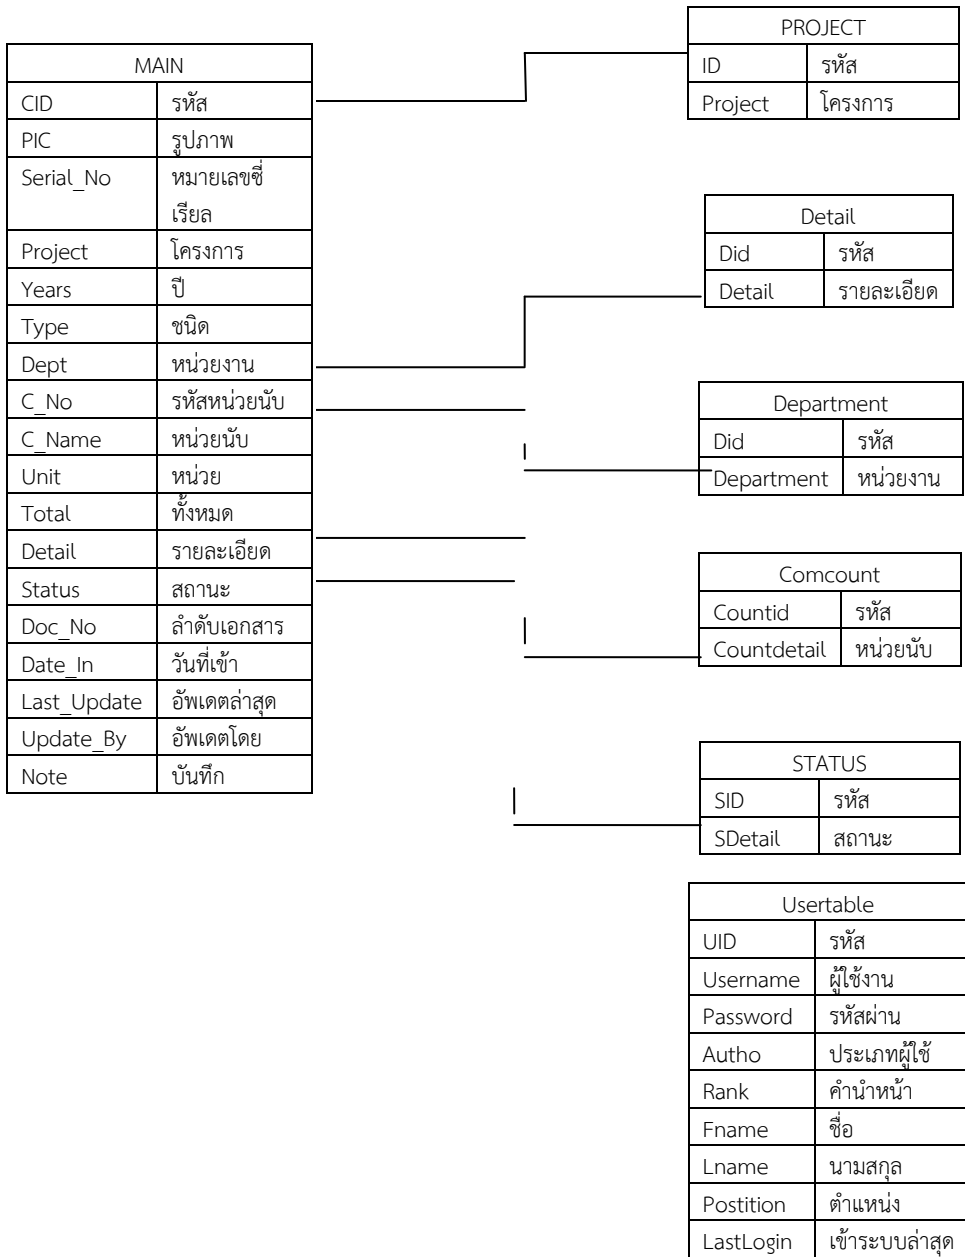 MAIN
CID รหัส
PIC รูปภาพ
Serial_No หมายเลขซี่
เรียล
Project โครงการ
Years ปี
Type ชนิด
Dept หน่วยงาน
C_No รหัสหน่วยนับ
C_Name หน่วยนับ
Unit หน่วย
Total ทั้งหมด
Detail รายละเอียด
Status สถานะ
Doc_No ลำดับเอกสาร
Date_In วันที่เข้า
Last_Update อัพเดตล่าสุด
Update_By อัพเดตโดย
Note บันทึก
PROJECT
ID รหัส
Project โครงการ
Detail
Did รหัส
Detail รายละเอียด
Department
Did รหัส
Department หน่วยงาน
Comcount
Countid รหัส
Countdetail หน่วยนับ
STATUS
SID รหัส
SDetail สถานะ
Usertable
UID รหัส
Username ผู้ใช้งาน
Password รหัสผ่าน
Autho ประเภทผู้ใช้
Rank คำนำหน้า
Fname ชื่อ
Lname นามสกุล
Postition ตำแหน่ง
LastLogin เข้าระบบล่าสุด